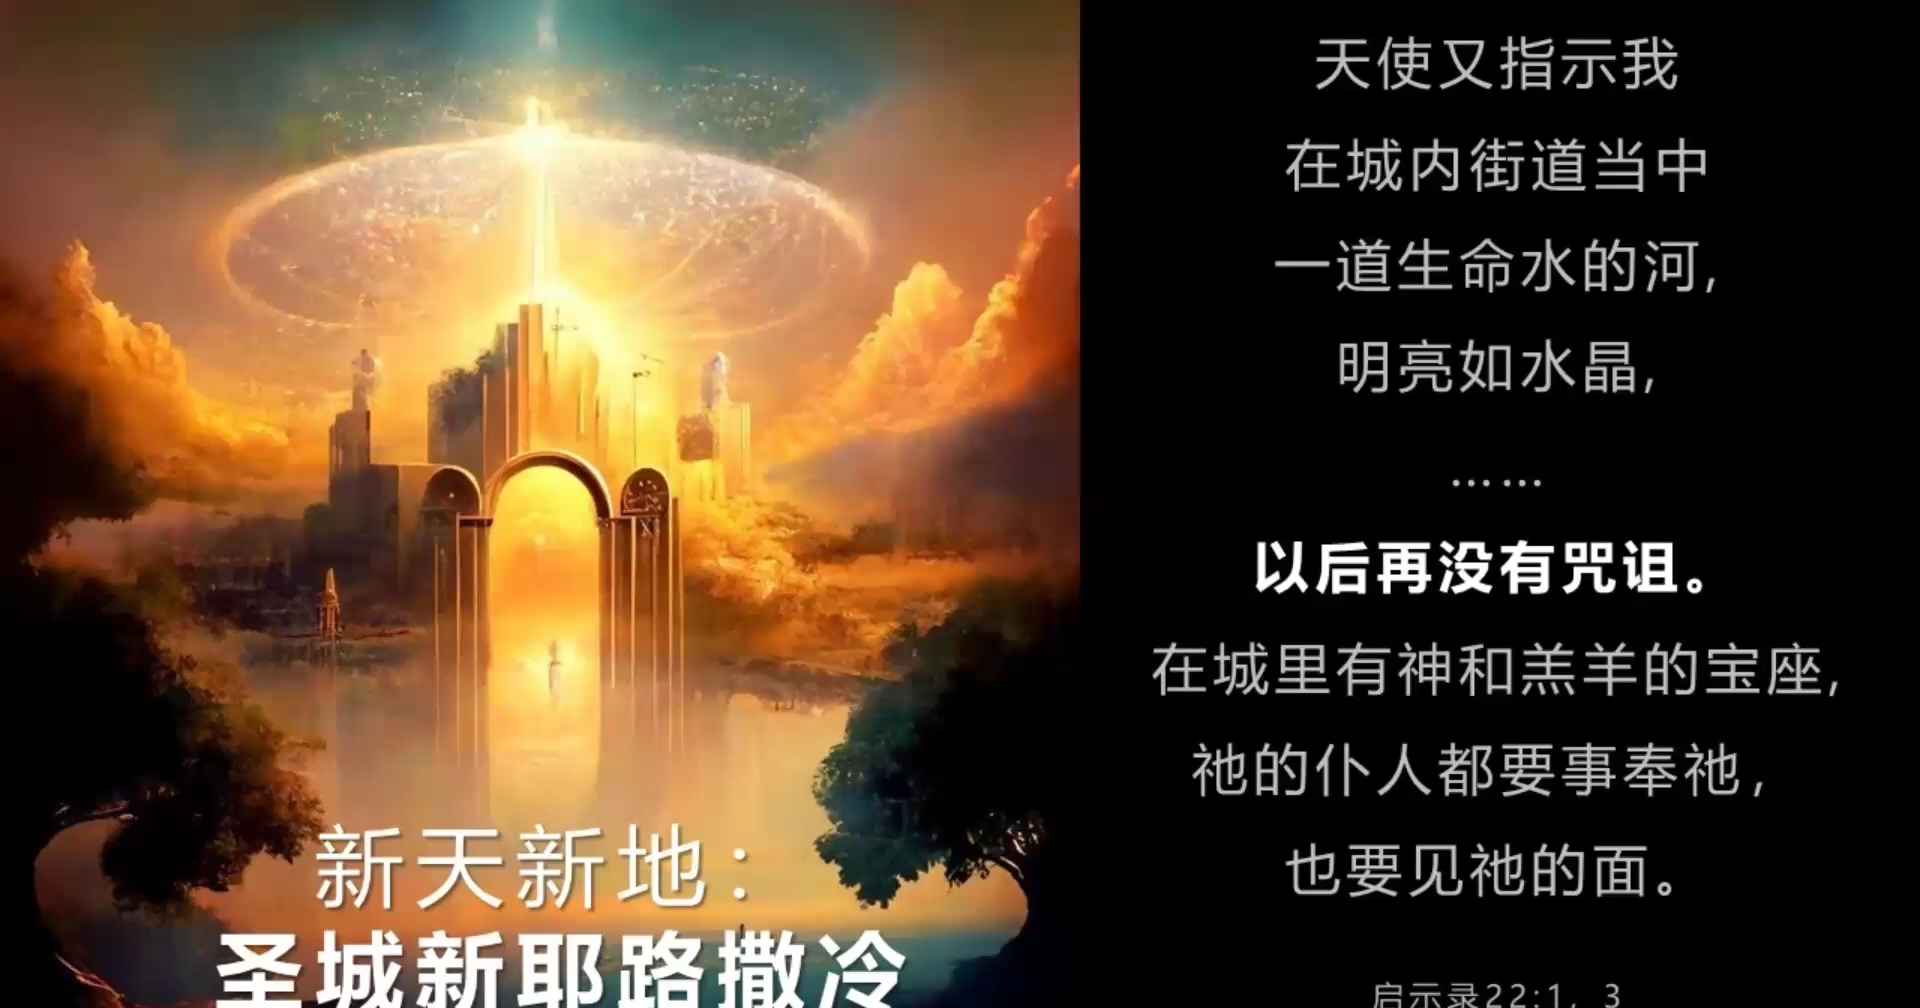 新天新地：
圣城新耶路撒冷
天使又指示我
在城内街道当中
一道生命水的河，
明亮如水晶，
……
以后再没有咒诅。
在城里有神和羔羊的宝座，
祂的仆人都要事奉祂，
也要见祂的面。
启示录22:1，3